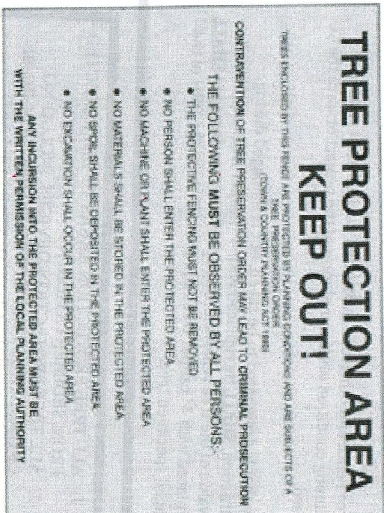 TREE PROTECTION AREA
KEEP OUT!
TREES ENCLOSED BY THIS FENCE ARE PROTECTED BY PLANNING CONDITIONS AND ARE SUBJECTS OF A
TREE PRESERVATION ORDER
(TOWN & COUNTRY PLANNING ACT 1990)
CONTRAVENTION OF TREE PRESERVATION ORDER MAY LEAD TO CRIMINAL PROSECUTION
THE FOLLOWING MUST BE OBSERVED BY ALL PERSONS:-
• THE PROTECTIVE FENCING MUST NOT BE REMOVED
• NO PERSON SHALL ENTER THE PROTECTED AREA
• NO MACHINE OR PLANT SHALL ENTER THE PROTECTED AREA
• NO MATERIALS SHALL BE STORED IN THE PROTECTED AREA
• NO SPOIL SHALL BE DEPOSITED IN THE PROTECTED AREA
• NO EXCAVATION SHALL OCCUR IN THE PROTECTED AREA
ANY INCURSION INTO THE PROTECTED AREA MUST BE
WITH THE WRITTEN PERMISSION OF THE LOCAL PLANNING AUTHORITY